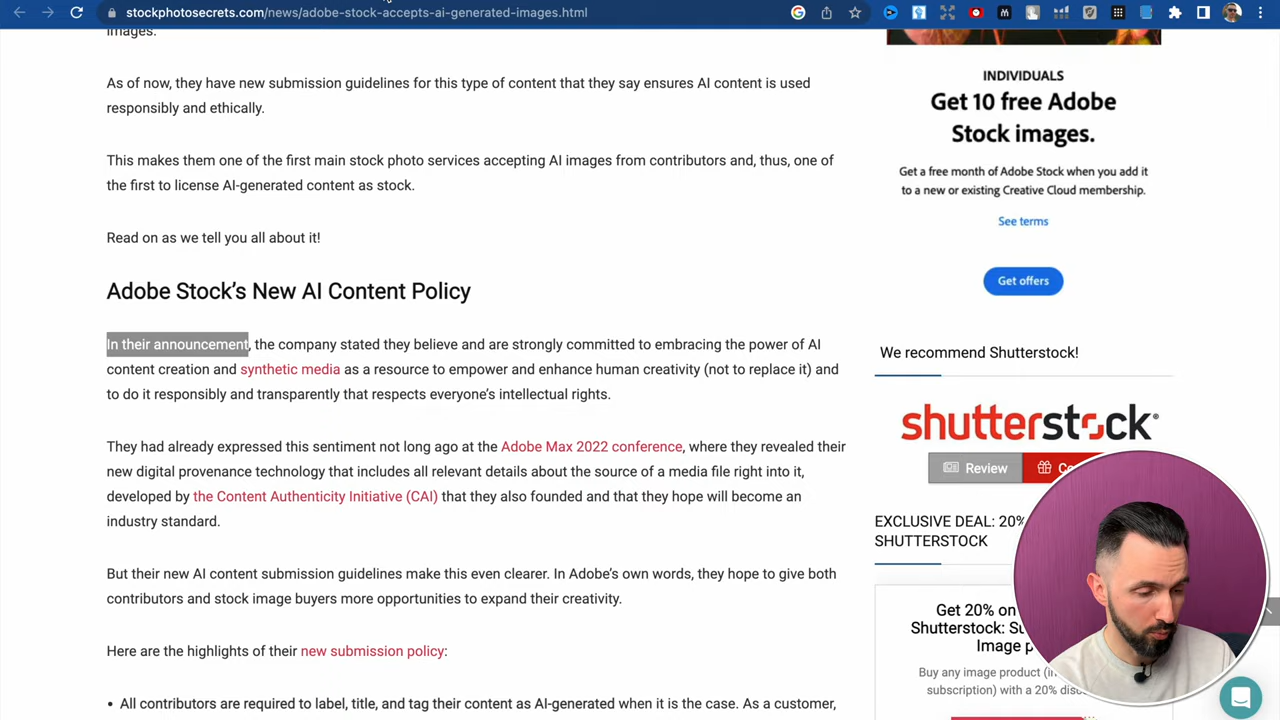 stockphotosecrets.com/news/adobe-stock-accepts-ai-generated-images.html
images.
As of now, they have new submission guidelines for this type of content that they say ensures AI content is used
responsibly and ethically.
This makes them one of the first main stock photo services accepting AI images from contributors and, thus, one of
the first to license AI-generated content as stock.
Read on as we tell you all about it!
Adobe Stock’s New AI Content Policy
In their announcement, the company stated they believe and are strongly committed to embracing the power of AI
content creation and synthetic media as a resource to empower and enhance human creativity (not to replace it) and
to do it responsibly and transparently that respects everyone’s intellectual rights.
They had already expressed this sentiment not long ago at the Adobe Max 2022 conference, where they revealed their
new digital provenance technology that includes all relevant details about the source of a media file right into it,
developed by the Content Authenticity Initiative (CAI) that they also founded and that they hope will become an
industry standard.
But their new AI content submission guidelines make this even clearer. In Adobe’s own words, they hope to give both
contributors and stock image buyers more opportunities to expand their creativity.
Here are the highlights of their new submission policy:
• All contributors are required to label, title, and tag their content as AI-generated when it is the case. As a customer,
INDIVIDUALS
Get 10 free Adobe
Stock images.
Get a free month of Adobe Stock when you add it
to a new or existing Creative Cloud membership.
See terms
Get offers
We recommend Shutterstock!
shutterstock
Review
EXCLUSIVE DEAL: 20%
SHUTTERSTOCK
Get 20% on
Shutterstock:
Image
Buy any image product
subscription) with a 20%